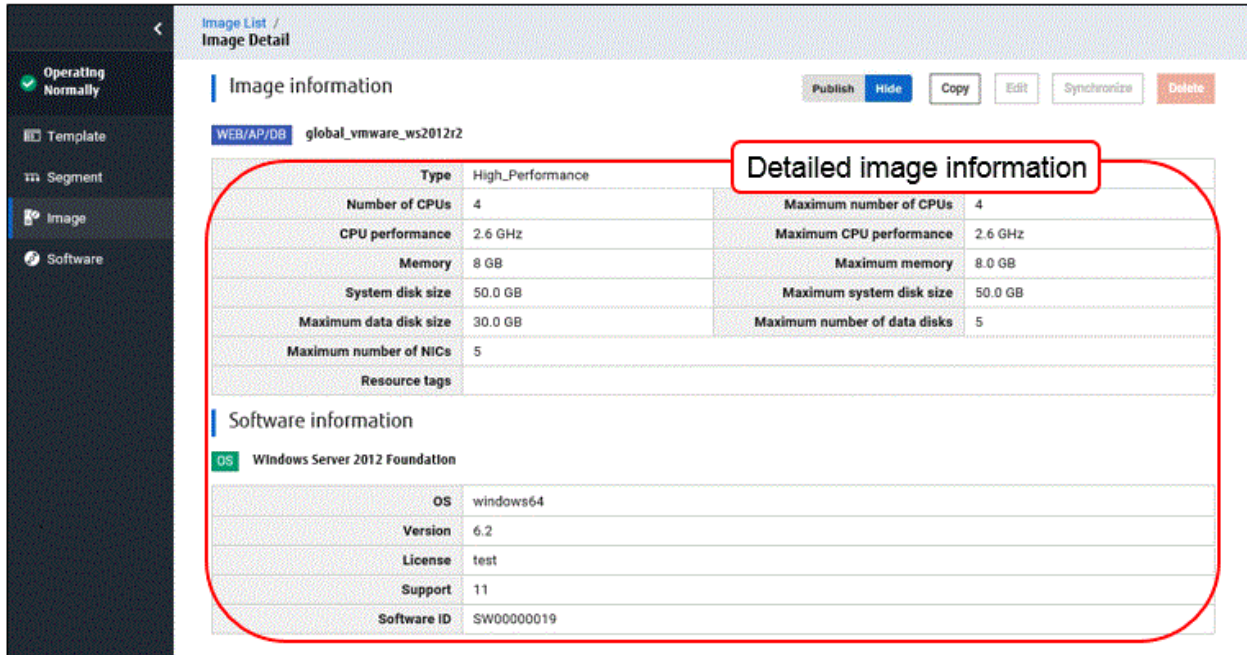 Image List /
Image Detail
Operating
Normally
Template
Segment
Image
Software
Image information
Publish Hide Copy Edit Synchronize Delete
WEB/AP/DB global_vmware_ws2012r2
Detailed image information
Type High_Performance
Number of CPUs 4 Maximum number of CPUs 4
CPU performance 2.6 GHz Maximum CPU performance 2.6 GHz
Memory 8 GB Maximum memory 8.0 GB
System disk size 50.0 GB Maximum system disk size 50.0 GB
Maximum data disk size 30.0 GB Maximum number of data disks 5
Maximum number of NICs 5
Resource tags
Software information
OS Windows Server 2012 Foundation
OS windows64
Version 6.2
License test
Support 11
Software ID SW00000019